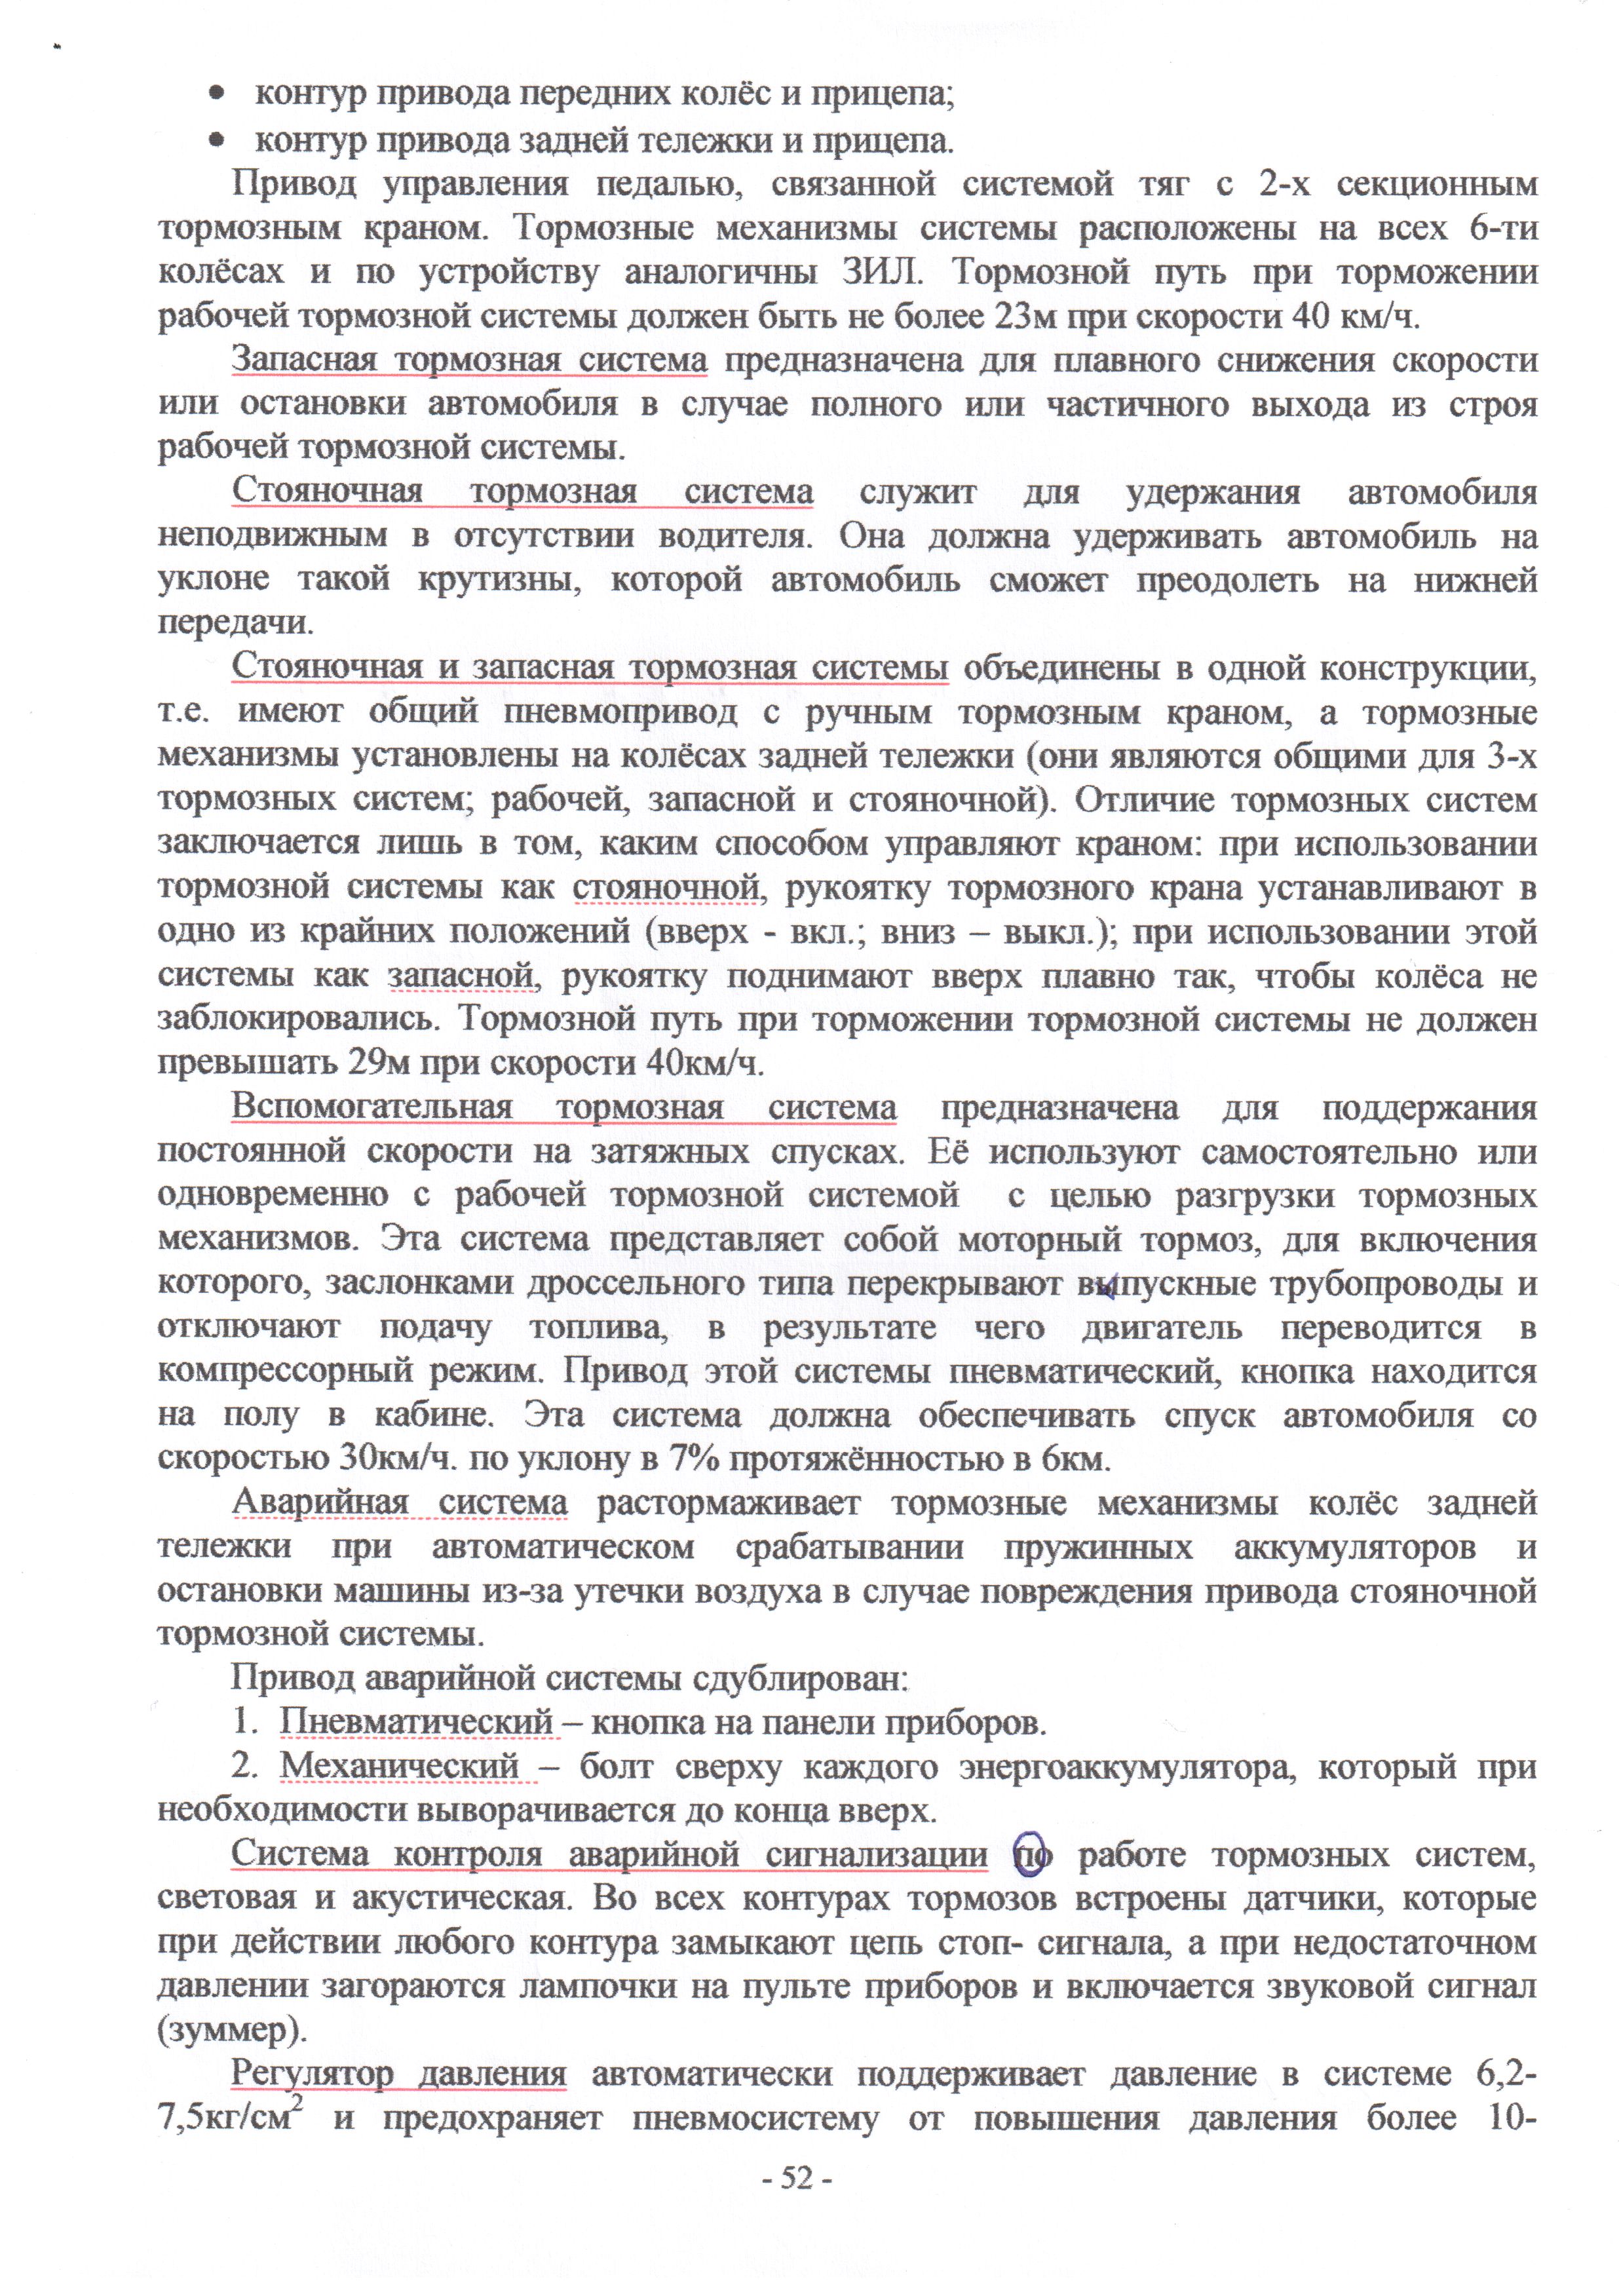 • контур привода передних колёс и прицепа;
• контур привода задней тележки и прицепа.
Привод управления педалью, связанной системой тяг с 2-х секционным
тормозным краном. Тормозные механизмы системы расположены на всех 6-ти
колёсах и по устройству аналогичны ЗИЛ. Тормозной путь при торможении
рабочей тормозной системы должен быть не более 23м при скорости 40 км/ч.
Запасная тормозная система предназначена для плавного снижения скорости
или остановки автомобиля в случае полного или частичного выхода из строя
рабочей тормозной системы.
Стояночная тормозная система служит для удержания автомобиля
неподвижным в отсутствии водителя. Она должна удерживать автомобиль на
уклоне такой крутизны, которой автомобиль сможет преодолеть на нижней
передачи.
Стояночная и запасная тормозная системы объединены в одной конструкции,
т.е. имеют общий пневмопривод с ручным тормозным краном, а тормозные
механизмы установлены на колёсах задней тележки (они являются общими для 3-х
тормозных систем; рабочей, запасной и стояночной). Отличие тормозных систем
заключается лишь в том, каким способом управляют краном: при использовании
тормозной системы как стояночной, рукоятку тормозного крана устанавливают в
одно из крайних положений (вверх - вкл.; вниз – выкл.); при использовании этой
системы как запасной, рукоятку поднимают вверх плавно так, чтобы колёса не
заблокировались. Тормозной путь при торможении тормозной системы не должен
превышать 29м при скорости 40км/ч.
Вспомогательная тормозная система предназначена для поддержания
постоянной скорости на затяжных спусках. Её используют самостоятельно или
одновременно с рабочей тормозной системой с целью разгрузки тормозных
механизмов. Эта система представляет собой моторный тормоз, для включения
которого, заслонками дроссельного типа перекрывают выпускные трубопроводы и
отключают подачу топлива, в результате чего двигатель переводится в
компрессорный режим. Привод этой системы пневматический, кнопка находится
на полу в кабине. Эта система должна обеспечивать спуск автомобиля со
скоростью 30км/ч. по уклону в 7% протяжённостью в 6км.
Аварийная система растормаживает тормозные механизмы колёс задней
тележки при автоматическом срабатывании пружинных аккумуляторов и
остановки машины из-за утечки воздуха в случае повреждения привода стояночной
тормозной системы.
Привод аварийной системы сдублирован:
1. Пневматический – кнопка на панели приборов.
2. Механический – болт сверху каждого энергоаккумулятора, который при
необходимости выворачивается до конца вверх.
Система контроля аварийной сигнализации по работе тормозных систем,
световая и акустическая. Во всех контурах тормозов встроены датчики, которые
при действии любого контура замыкают цепь стоп- сигнала, а при недостаточном
давлении загораются лампочки на пульте приборов и включается звуковой сигнал
(зуммер).
Регулятор давления автоматически поддерживает давление в системе 6,2-
7,5кг/см² и предохраняет пневмосистему от повышения давления более 10-
- 52 -